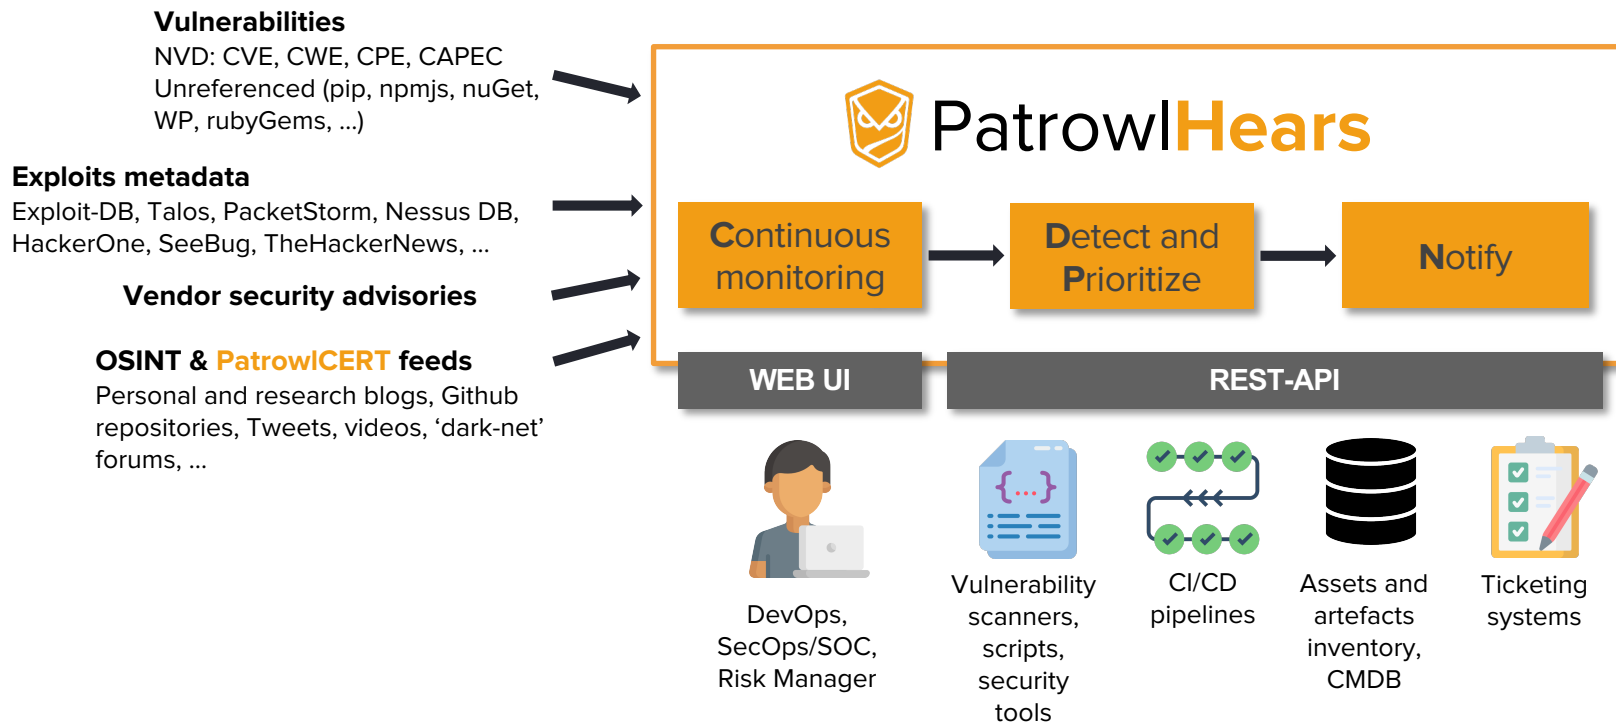 Vulnerabilities
NVD: CVE, CWE, CPE, CAPEC
Unreferenced (pip, npmjs, nuGet,
WP, rubyGems, ...)
Exploits metadata
Exploit-DB, Talos, PacketStorm, Nessus DB,
HackerOne, SeeBug, TheHackerNews, ...
Vendor security advisories
OSINT & PatrowlCERT feeds
Personal and research blogs, Github
repositories, Tweets, videos, ‘dark-net’
forums, ...
PatrowlHears
Continuous
monitoring
Detect and
Prioritize
Notify
WEB UI
REST-API
{...}
DevOps,
SecOps/SOC,
Risk Manager
Vulnerability
scanners,
scripts,
security
tools
CI/CD
pipelines
Assets and
artefacts
inventory,
CMDB
Ticketing
systems